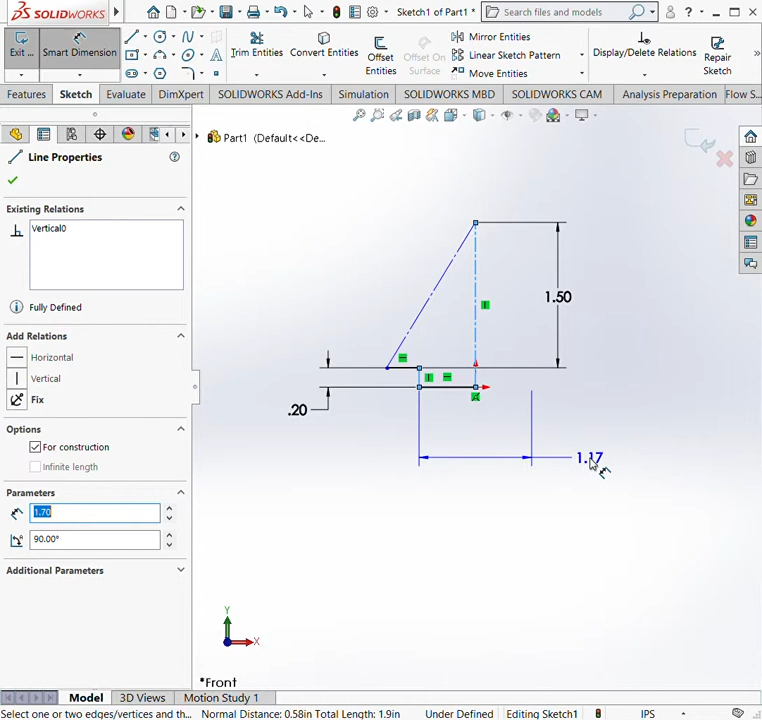 SOLIDWORKS
Sketch1 of Part1 *
Search files and models
Exit ...
Smart Dimension
Trim Entities
Convert Entities
Offset Entities
Offset On Surface
Mirror Entities
Linear Sketch Pattern
Move Entities
Display/Delete Relations
Repair Sketch
Features
Sketch
Evaluate
DimXpert
SOLIDWORKS Add-Ins
Simulation
SOLIDWORKS MBD
SOLIDWORKS CAM
Analysis Preparation
Flow S...
Part1 (Default<<De...
Line Properties
Existing Relations
Vertical0
Fully Defined
Add Relations
Horizontal
Vertical
Fix
Options
For construction
Infinite length
Parameters
1.70
90.00°
Additional Parameters
1.50
.20
1.17
Y
X
*Front
Model
3D Views
Motion Study 1
Select one or two edges/vertices and th...
Normal Distance: 0.58in Total Length: 1.9in
Under Defined
Editing Sketch1
IPS